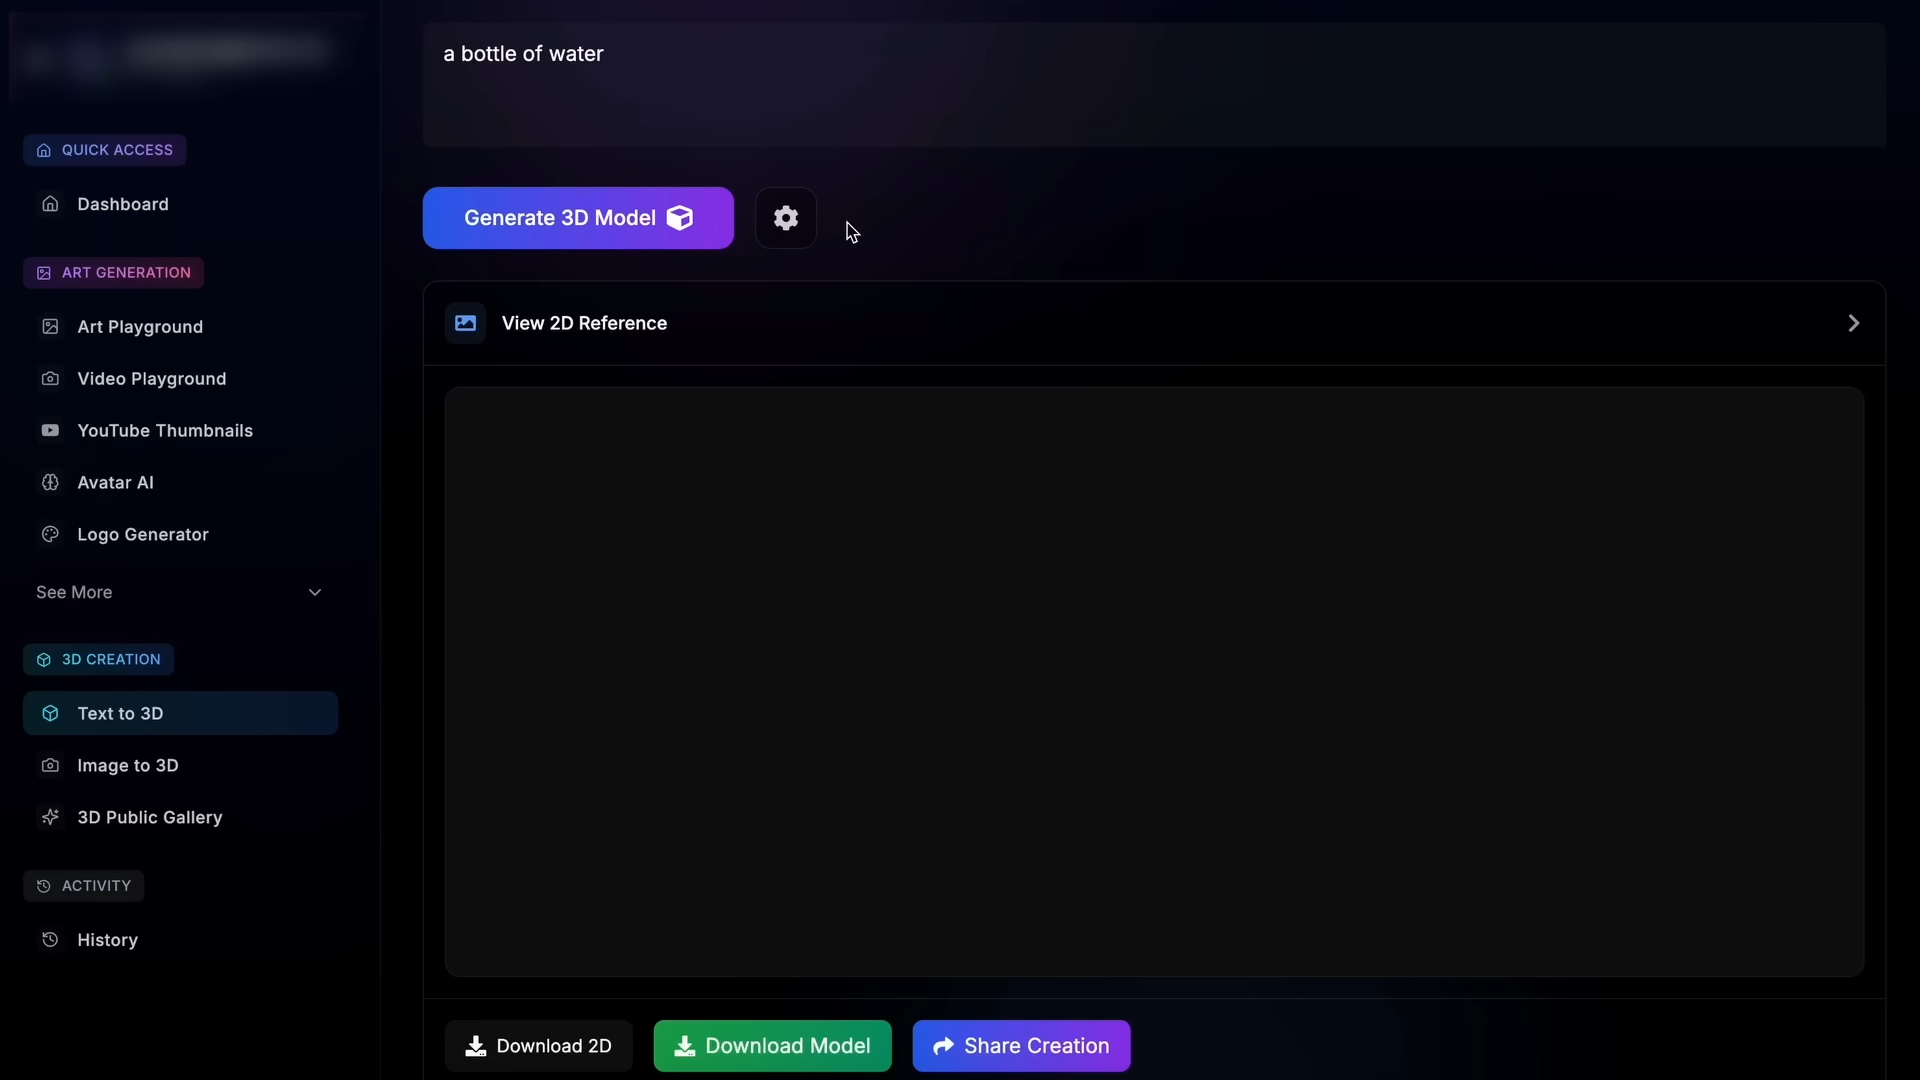 a bottle of water
QUICK ACCESS
Dashboard
ART GENERATION
Art Playground
Video Playground
YouTube Thumbnails
Avatar AI
Logo Generator
See More
3D CREATION
Text to 3D
Image to 3D
3D Public Gallery
ACTIVITY
History
Generate 3D Model
View 2D Reference
Download 2D
Download Model
Share Creation